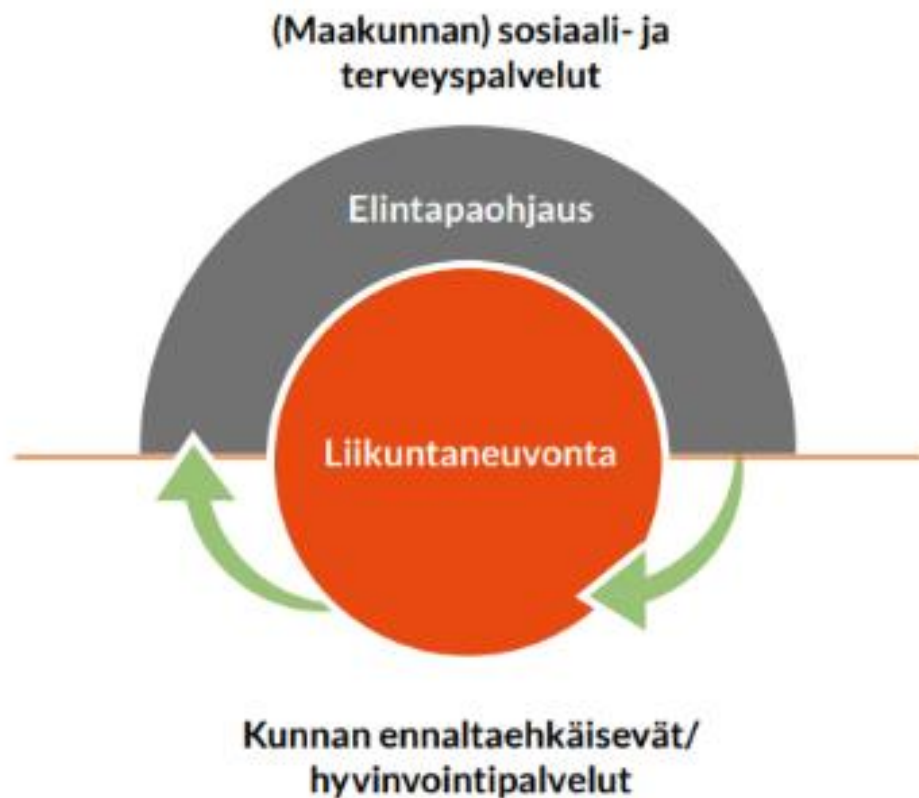 (Maakunnan) sosiaali- ja
terveyspalvelut
Elintapaohjaus
Liikuntaneuvonta
Kunnan ennaltaehkäisevät/
hyvinvointipalvelut